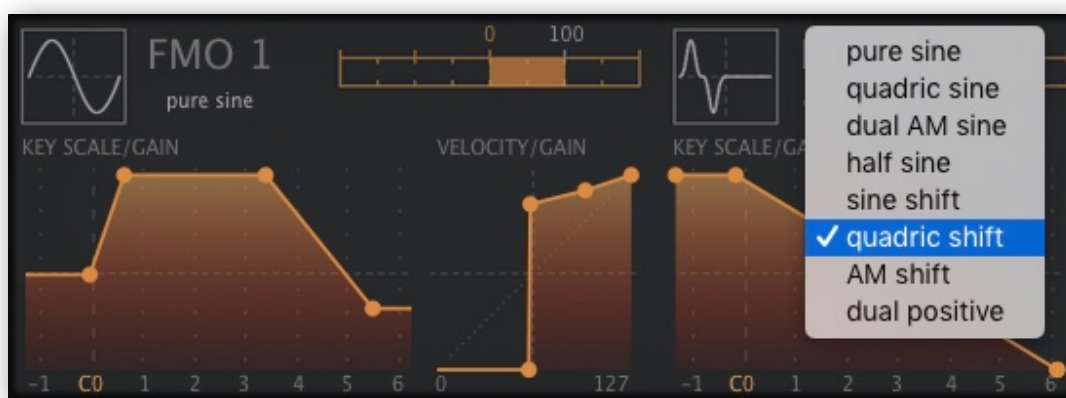 0 100
FMO 1
pure sine
KEY SCALE/GAIN
VELOCITY/GAIN
-1 C0 1 2 3 4 5 6
0 127
KEY SCALE/GA
-1 C0 1 2 3 4 5 6
pure sine
quadric sine
dual AM sine
half sine
sine shift
✓ quadric shift
AM shift
dual positive